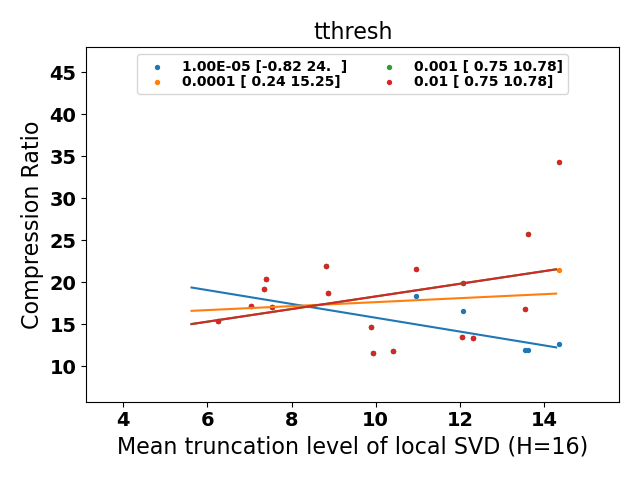 tthresh
1.00E-05 [-0.82 24.  ]
0.0001 [ 0.24 15.25]
0.001 [ 0.75 10.78]
0.01 [ 0.75 10.78]
Compression Ratio
45
40
35
30
25
20
15
10
4 6 8 10 12 14
Mean truncation level of local SVD (H=16)